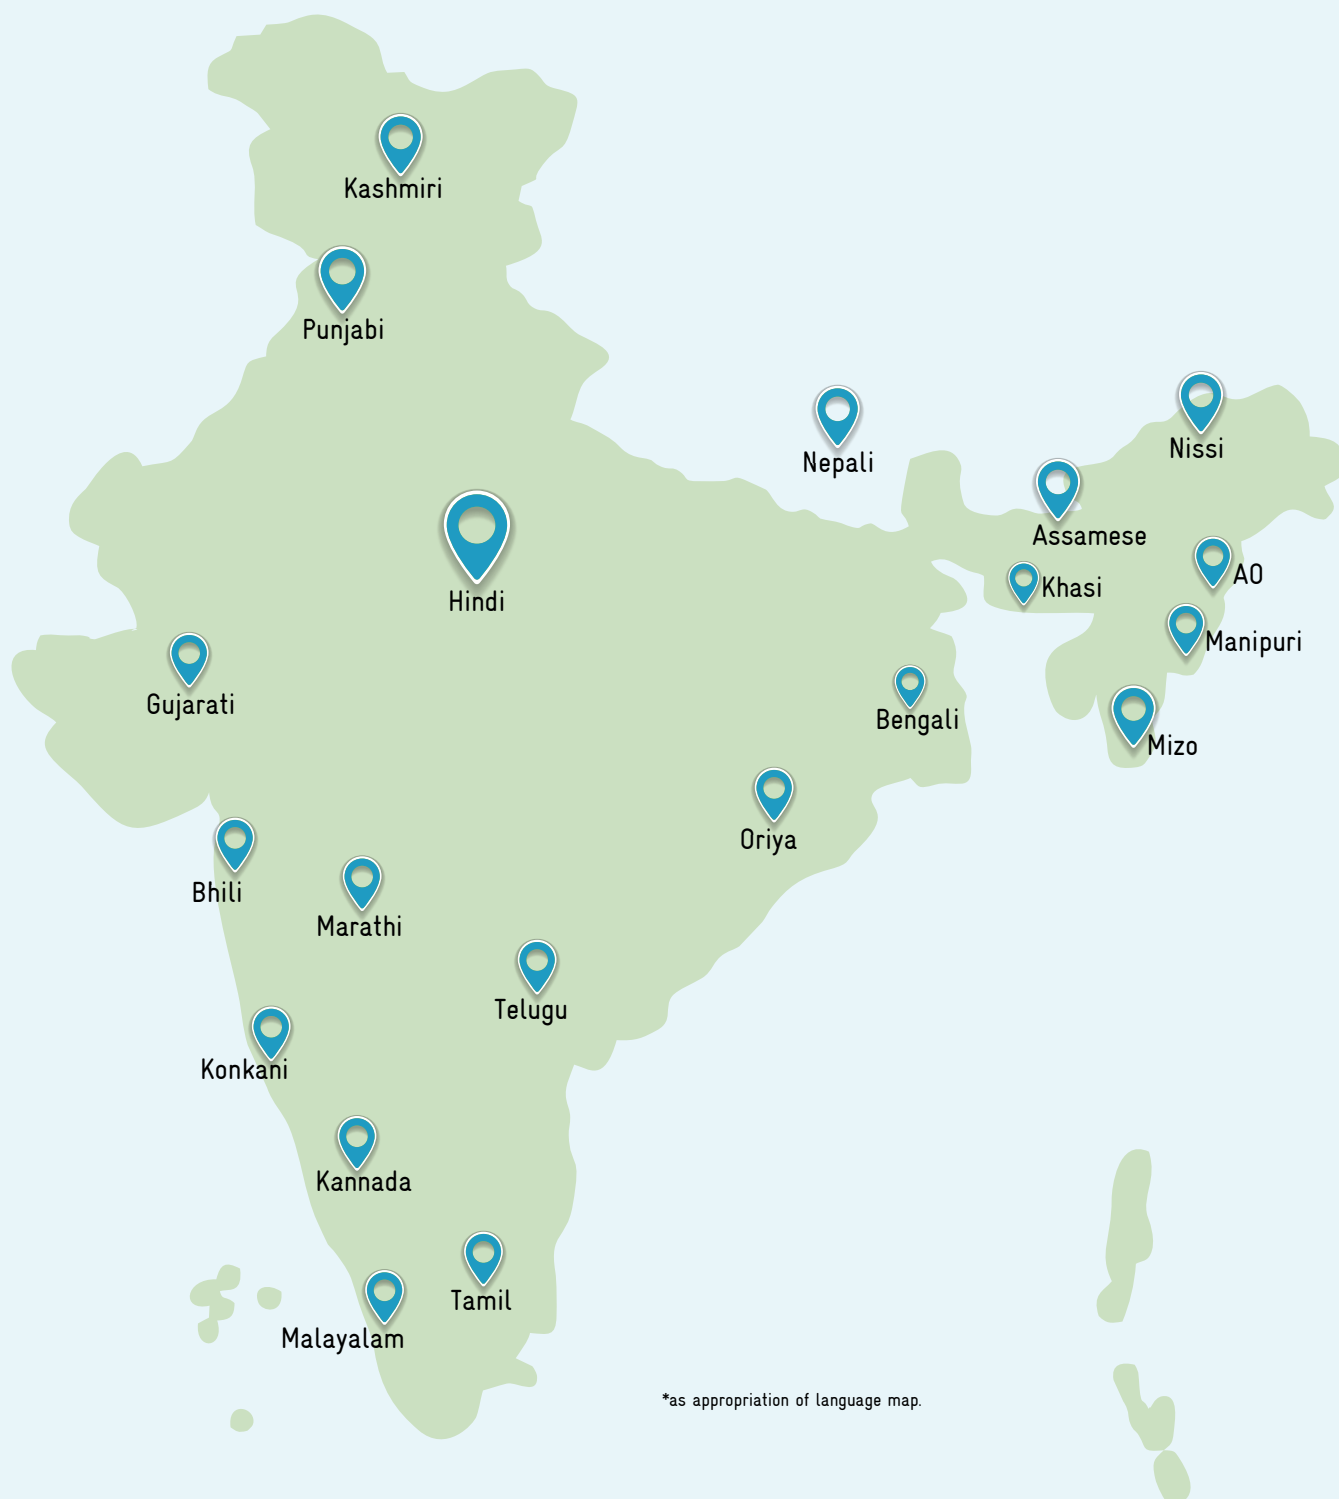 Kashmiri
Punjabi
Nepali
Nissi
Assamese
AO
Khasi
Hindi
Manipuri
Gujarati
Bengali
Mizo
Oriya
Bhili
Marathi
Telugu
Konkani
Kannada
Tamil
Malayalam
*as appropriation of language map.